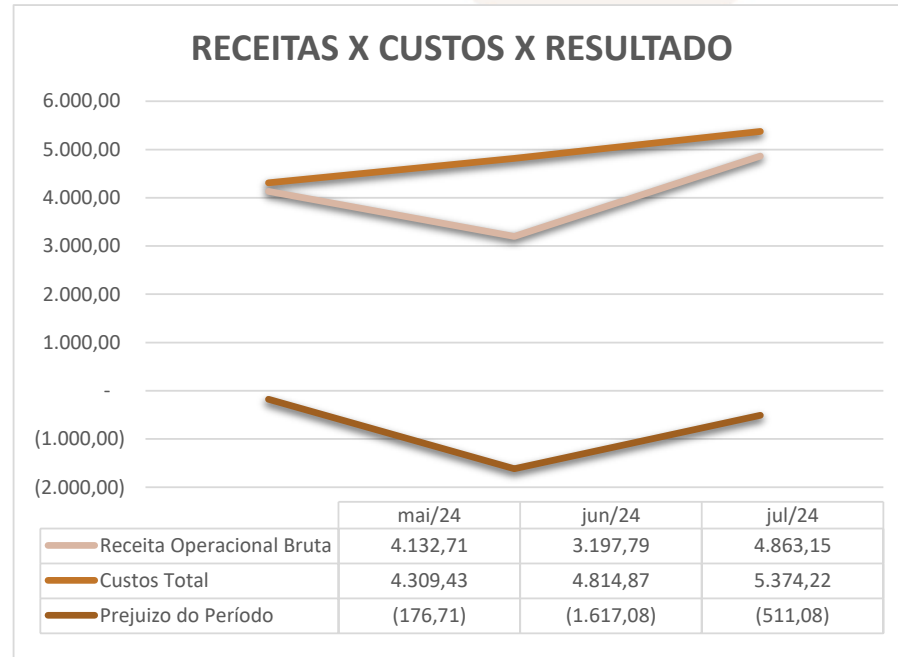 RECEITAS X CUSTOS X RESULTADO
6.000,00
5.000,00
4.000,00
3.000,00
2.000,00
1.000,00
-
(1.000,00)
(2.000,00)
mai/24 jun/24 jul/24
Receita Operacional Bruta 4.132,71 3.197,79 4.863,15
Custos Total 4.309,43 4.814,87 5.374,22
Prejuizo do Período (176,71) (1.617,08) (511,08)